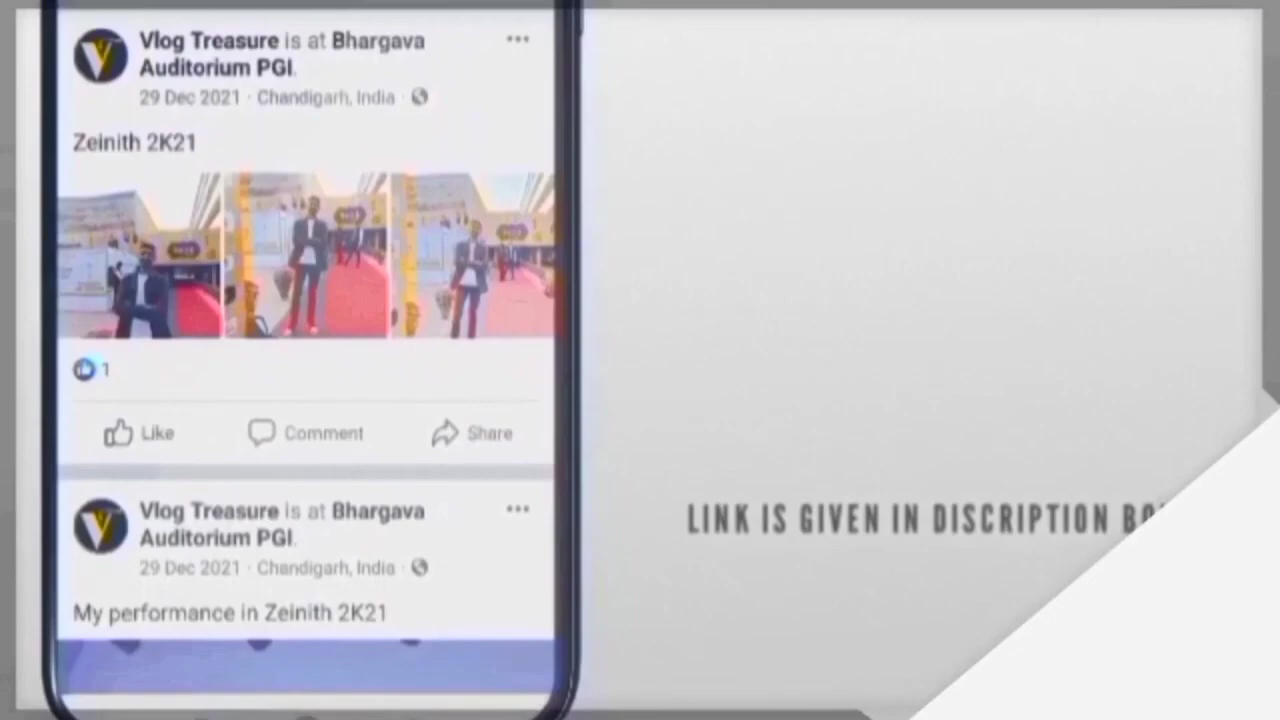 Vlog Treasure is at Bhargava
Auditorium PGI.
29 Dec 2021 · Chandigarh, India ·
Zeinith 2K21
1
Like Comment Share
Vlog Treasure is at Bhargava
Auditorium PGI.
29 Dec 2021 · Chandigarh, India ·
My performance in Zeinith 2K21
LINK IS GIVEN IN DISCRIPTION